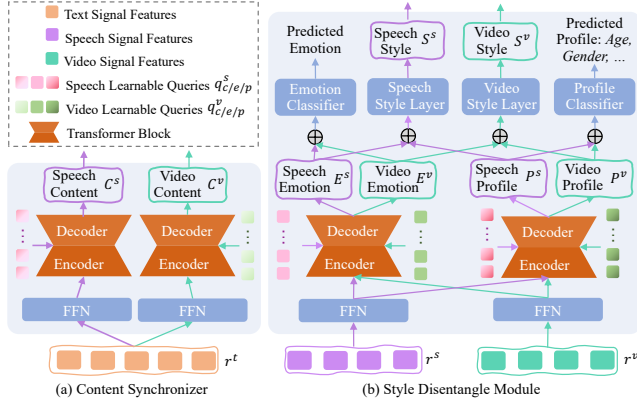 Text Signal Features
Speech Signal Features
Video Signal Features
Speech Learnable Queries q^s_{c/e/p}
Video Learnable Queries q^v_{c/e/p}
Transformer Block
Speech Content C^s
Video Content C^v
Decoder
Encoder
Decoder
Encoder
FFN
FFN
r^t
(a) Content Synchronizer
Predicted Emotion
Speech Style S^s
Video Style S^v
Predicted Profile: Age, Gender, ...
Emotion Classifier
Speech Style Layer
Video Style Layer
Profile Classifier
Speech Emotion E^s
Video Emotion E^v
Speech Profile P^s
Video Profile P^v
Decoder
Encoder
Decoder
Encoder
FFN
FFN
r^s
r^v
(b) Style Disentangle Module